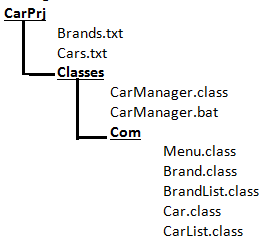 CarPrj
Brands.txt
Cars.txt
Classes
CarManager.class
CarManager.bat
Com
Menu.class
Brand.class
BrandList.class
Car.class
CarList.class